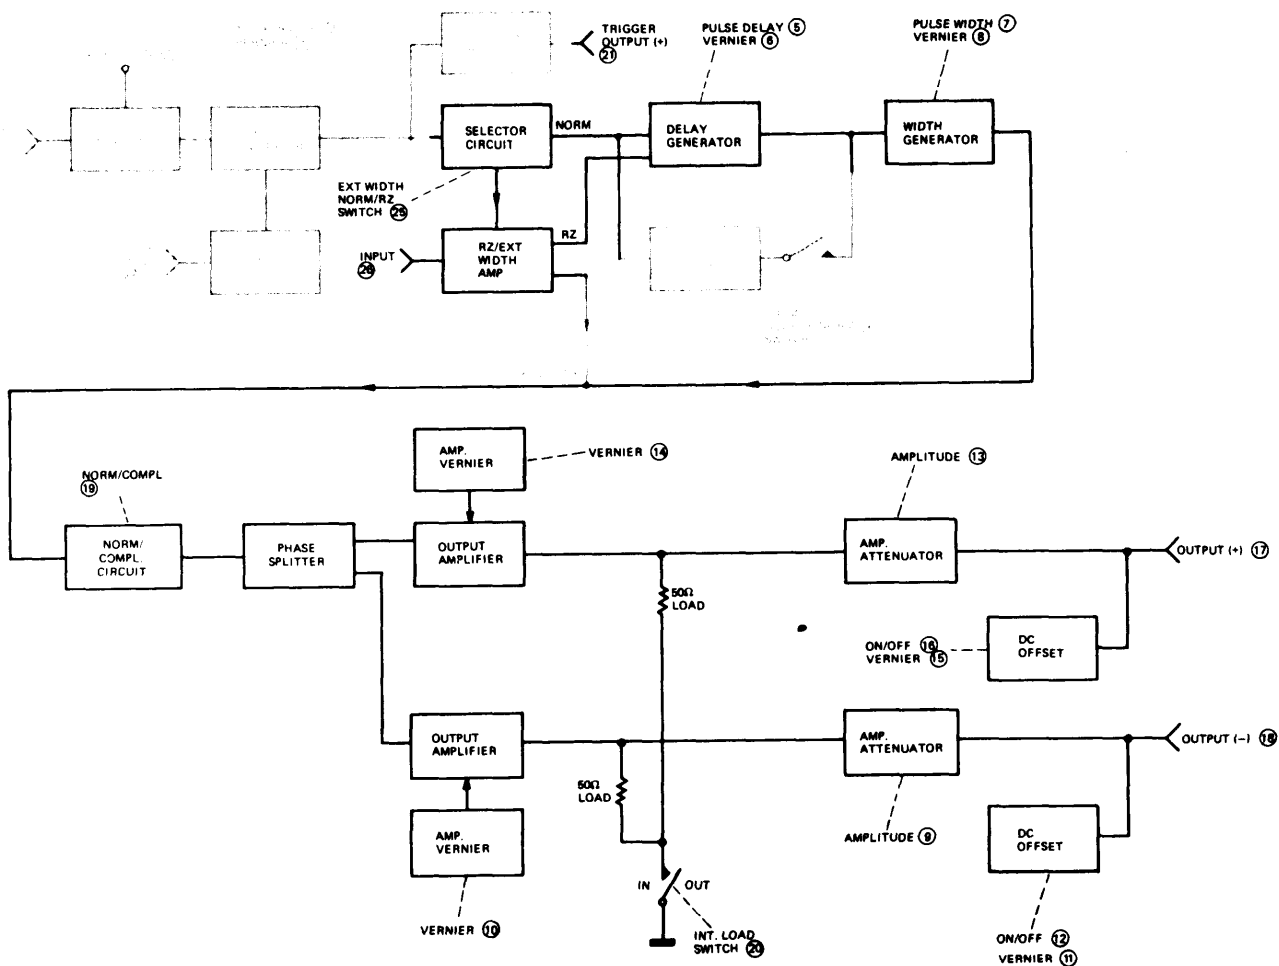 TRIGGER
OUTPUT (+)
21
PULSE DELAY 5
VERNIER 6
PULSE WIDTH 7
VERNIER 8
SELECTOR
CIRCUIT
NORM
DELAY
GENERATOR
WIDTH
GENERATOR
EXT WIDTH
NORM/RZ
SWITCH 25
INPUT
26
RZ/EXT
WIDTH
AMP
RZ
AMP.
VERNIER
VERNIER 14
AMPLITUDE 13
NORM/COMPL
19
NORM/
COMPL.
CIRCUIT
PHASE
SPLITTER
OUTPUT
AMPLIFIER
AMP.
ATTENUATOR
OUTPUT (+) 17
50Ω
LOAD
ON/OFF 16
VERNIER 15
DC
OFFSET
OUTPUT
AMPLIFIER
AMP.
ATTENUATOR
OUTPUT (−) 18
50Ω
LOAD
AMP.
VERNIER
AMPLITUDE 9
DC
OFFSET
IN
OUT
VERNIER 10
INT. LOAD
SWITCH 20
ON/OFF 12
VERNIER 11